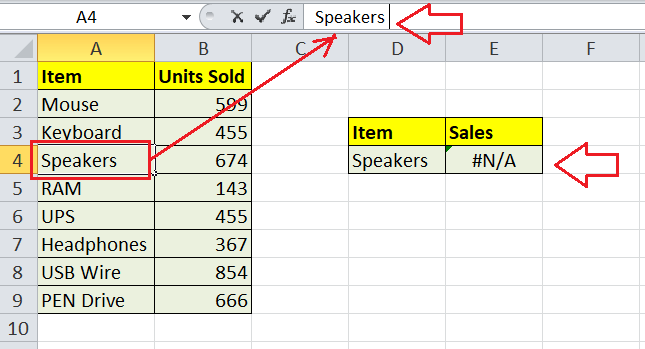 A4 fx Speakers
A B C D E F
1 Item Units Sold
2 Mouse 599
3 Keyboard 455 Item Sales
4 Speakers 674 Speakers #N/A
5 RAM 143
6 UPS 455
7 Headphones 367
8 USB Wire 854
9 PEN Drive 666
10